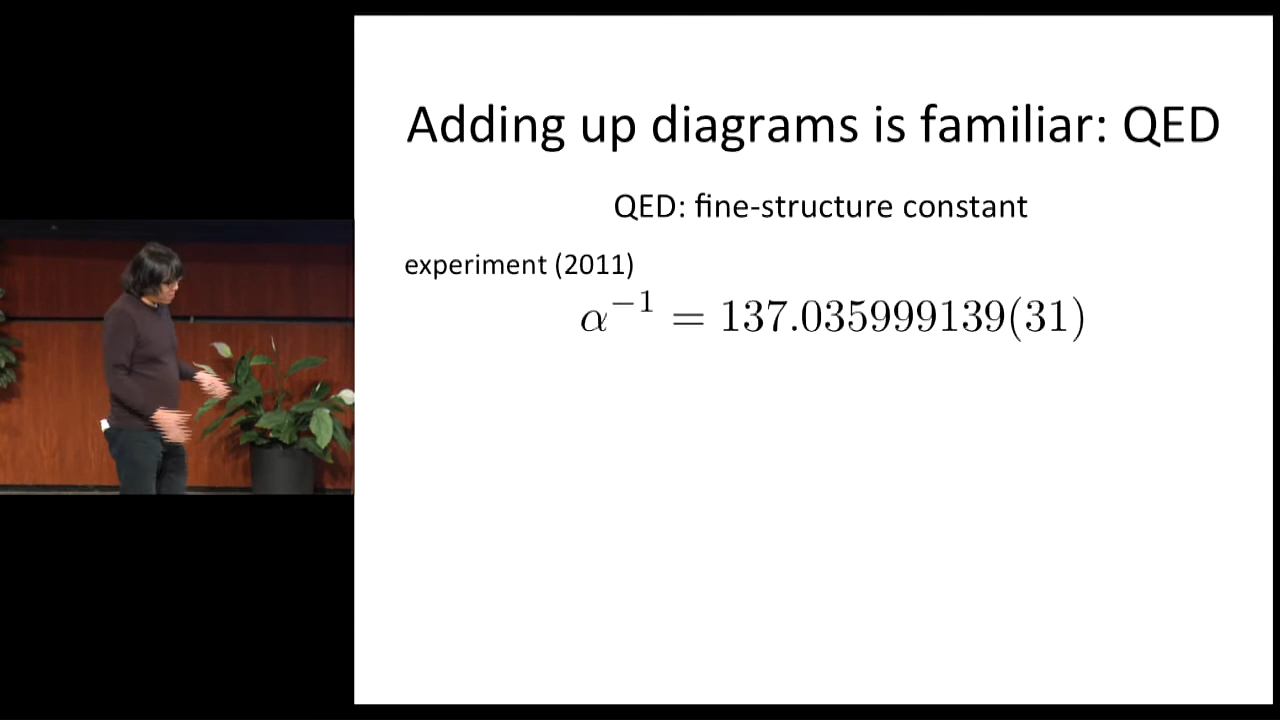 Adding up diagrams is familiar: QED
QED: fine-structure constant
experiment (2011)
α⁻¹ = 137.035999139(31)